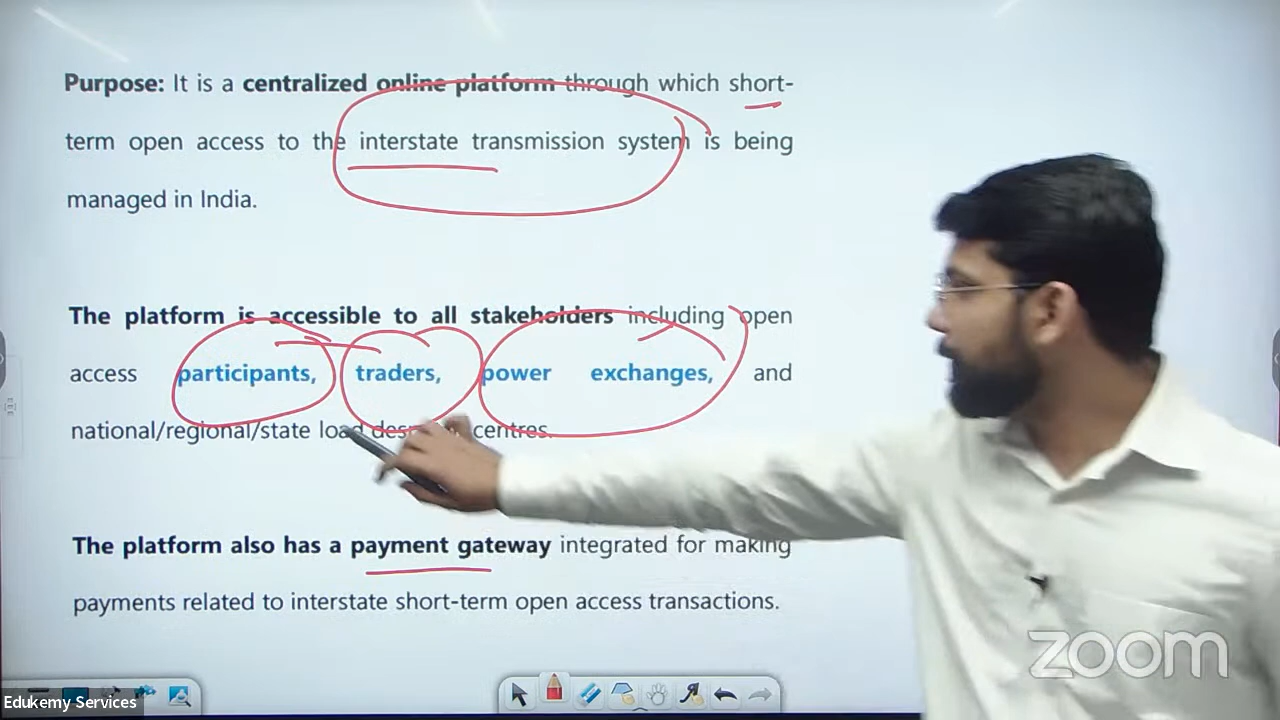 Purpose: It is a centralized online platform through which short-
term open access to the interstate transmission system is being
managed in India.
The platform is accessible to all stakeholders including open
access participants, traders, power exchanges, and
national/regional/state load centres.
The platform also has a payment gateway integrated for making
payments related to interstate short-term open access transactions.
zoom
Edukemy Services